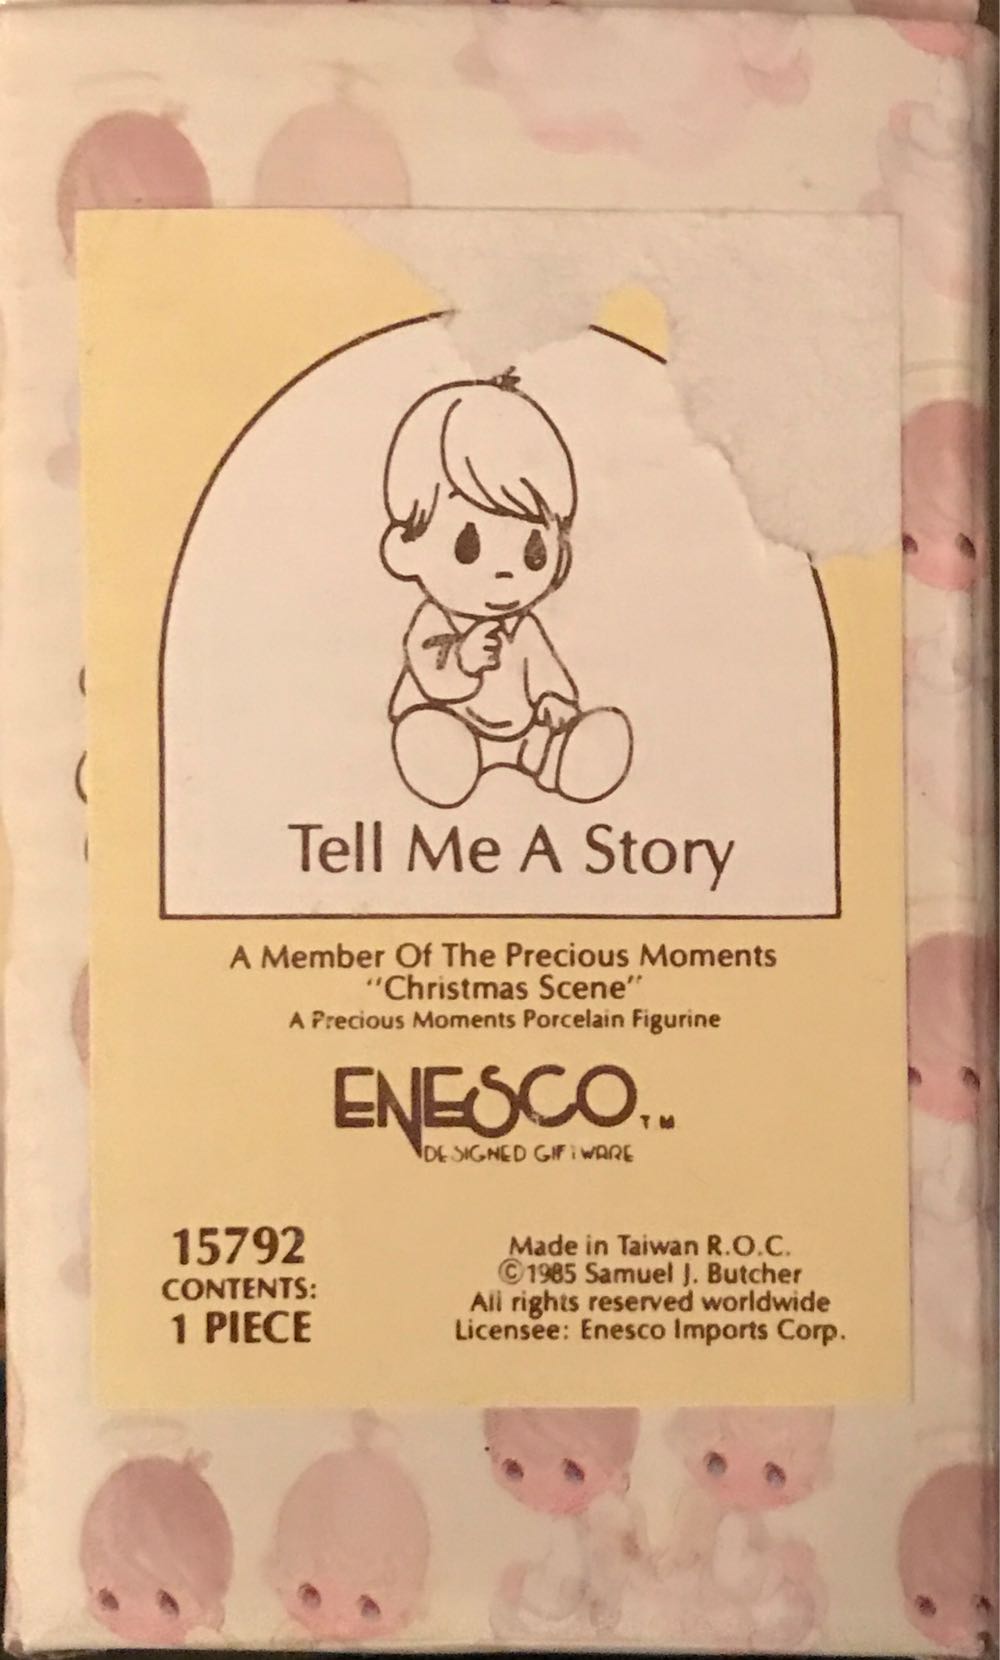 Tell Me A Story
A Member Of The Precious Moments
"Christmas Scene"
A Precious Moments Porcelain Figurine
ENESCO TM
DESIGNED GIFTWARE
15792
CONTENTS:
1 PIECE
Made in Taiwan R.O.C.
©1985 Samuel J. Butcher
All rights reserved worldwide
Licensee: Enesco Imports Corp.